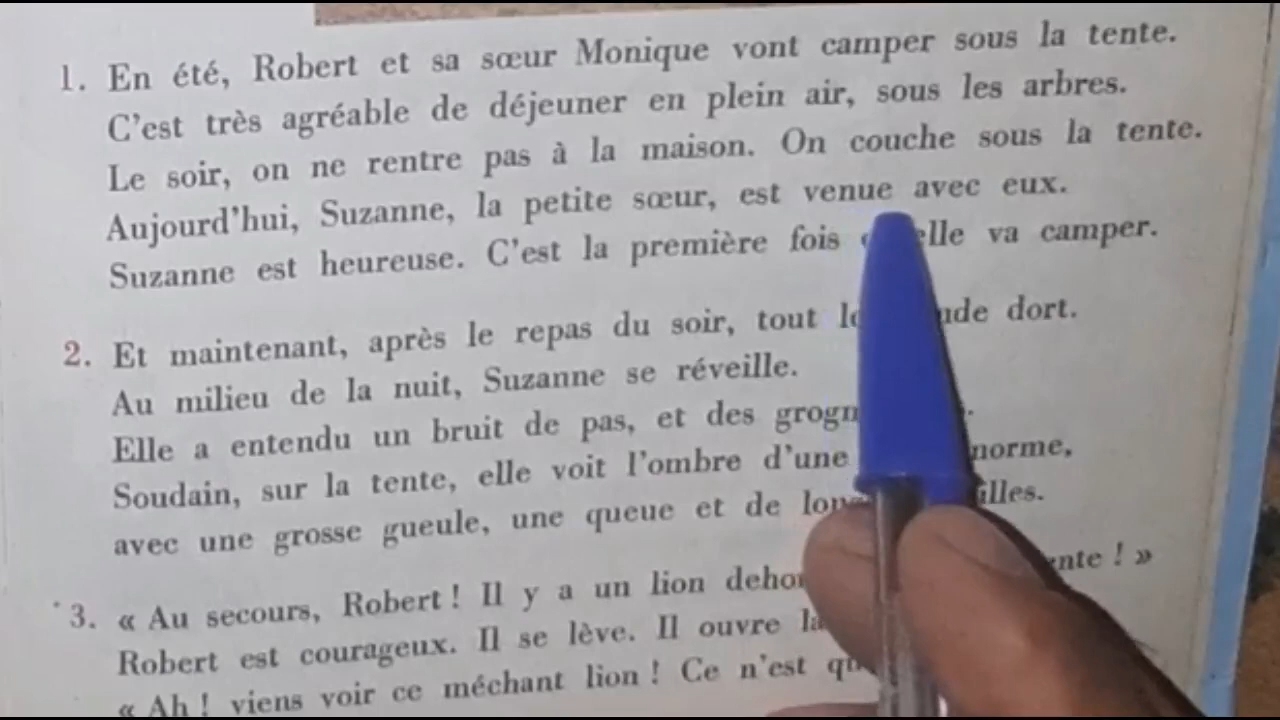 1. En été, Robert et sa sœur Monique vont camper sous la tente.
C'est très agréable de déjeuner en plein air, sous les arbres.
Le soir, on ne rentre pas à la maison. On couche sous la tente.
Aujourd'hui, Suzanne, la petite sœur, est venue avec eux.
Suzanne est heureuse. C'est la première fois elle va camper.
2. Et maintenant, après le repas du soir, tout dort.
Au milieu de la nuit, Suzanne se réveille.
Elle a entendu un bruit de pas, et des
Soudain, sur la tente, elle voit l'ombre d'une
avec une grosse gueule, une queue et de
3. « Au secours, Robert ! Il y a un lion ! »
Robert est courageux. Il se lève. Il ouvre
« Ah ! viens voir ce méchant lion ! Ce n'est